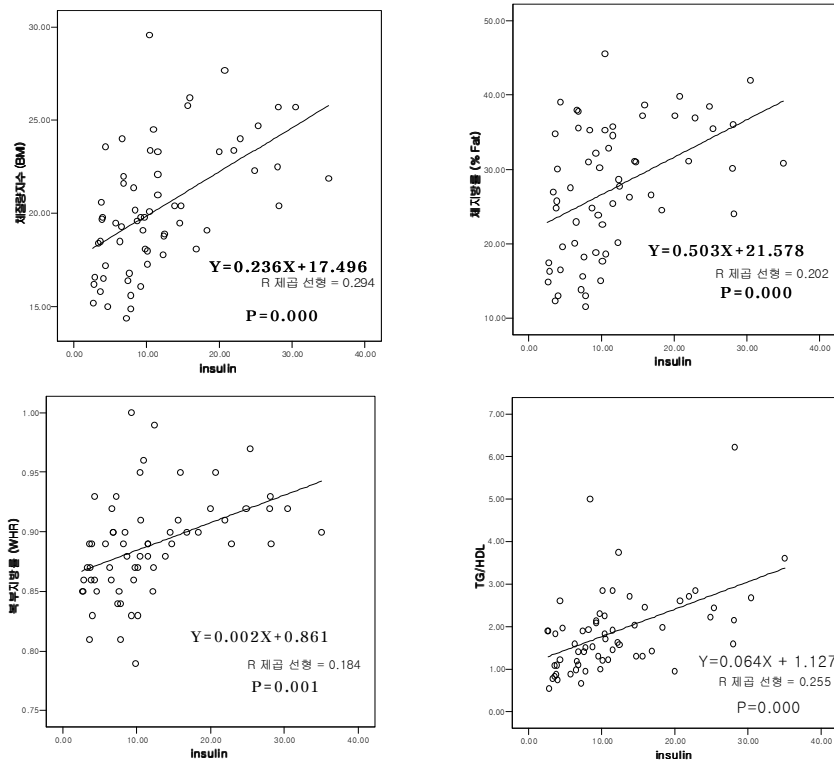 30.00
25.00
20.00
15.00
체질량지수 (BMI)
Y=0.236X+17.496
R 제곱 선형 = 0.294
P=0.000
0.00 10.00 20.00 30.00 40.00
insulin
50.00
40.00
30.00
20.00
10.00
체지방률 (% Fat)
Y=0.503X+21.578
R 제곱 선형 = 0.202
P=0.000
0.00 10.00 20.00 30.00 40.00
insulin
1.00
0.95
0.90
0.85
0.80
0.75
복부지방률 (WHR)
Y=0.002X+0.861
R 제곱 선형 = 0.184
P=0.001
0.00 10.00 20.00 30.00 40.00
insulin
7.00
6.00
5.00
4.00
3.00
2.00
1.00
0.00
TG/HDL
Y=0.064X + 1.127
R 제곱 선형 = 0.255
P=0.000
0.00 10.00 20.00 30.00 40.00
insulin